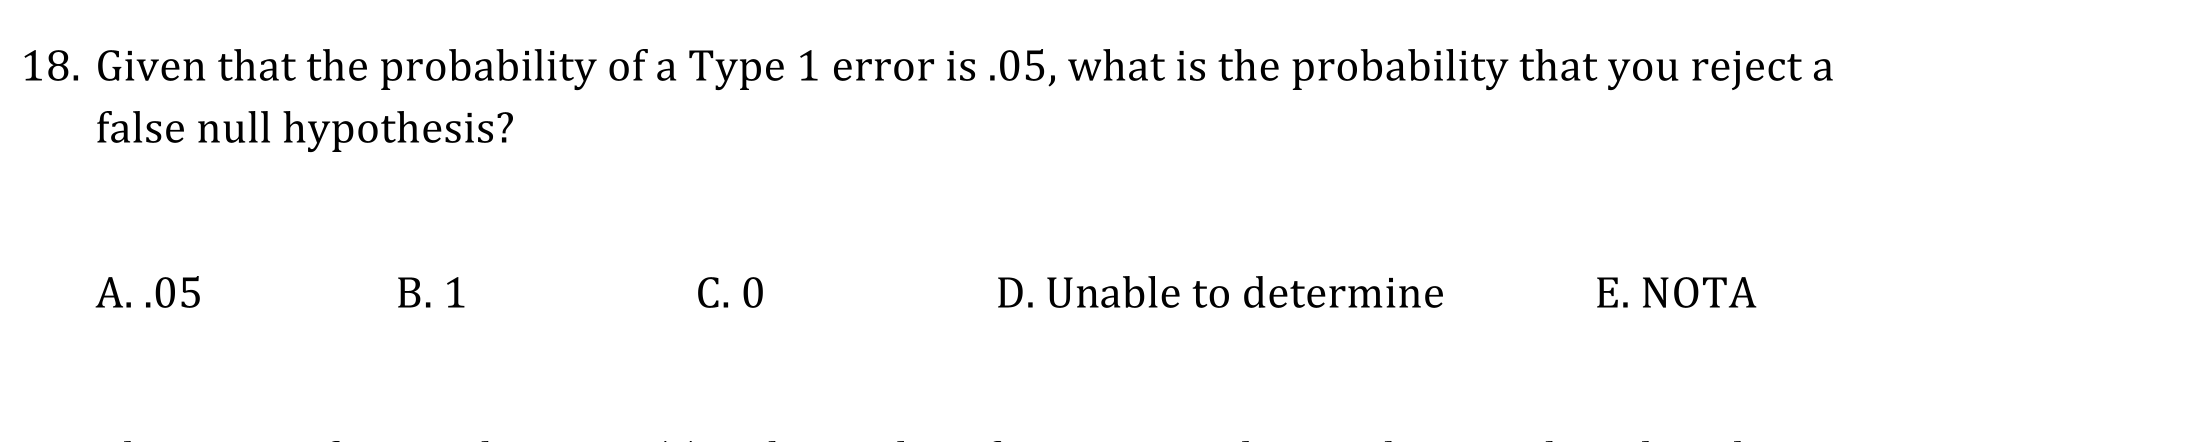 18. Given that the probability of a Type 1 error is .05, what is the probability that you reject a
false null hypothesis?
A. .05 B. 1 C. 0 D. Unable to determine E. NOTA